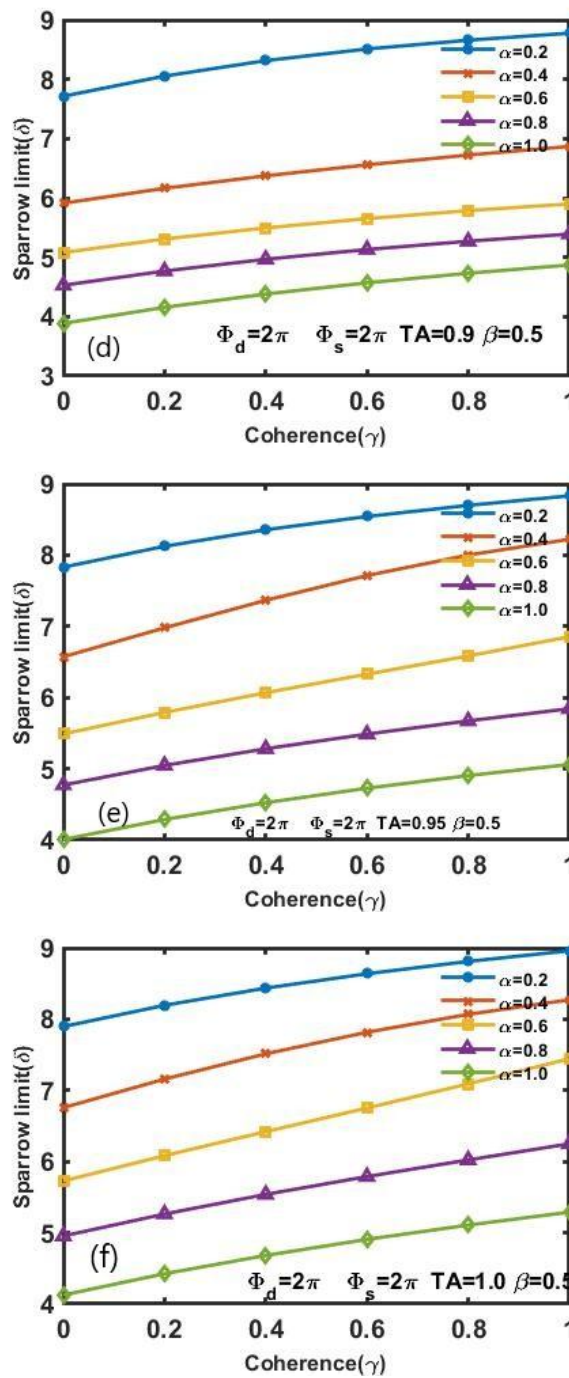 9
8
7
6
5
4
3
Sparrow limit(δ)
α=0.2
α=0.4
α=0.6
α=0.8
α=1.0
(d)
Φd=2π Φs=2π TA=0.9 β=0.5
0 0.2 0.4 0.6 0.8 1
Coherence(γ)
9
8
7
6
5
4
Sparrow limit(δ)
α=0.2
α=0.4
α=0.6
α=0.8
α=1.0
(e)
Φd=2π Φs=2π TA=0.95 β=0.5
0 0.2 0.4 0.6 0.8 1
Coherence(γ)
9
8
7
6
5
4
Sparrow limit(δ)
α=0.2
α=0.4
α=0.6
α=0.8
α=1.0
(f)
Φd=2π Φs=2π TA=1.0 β=0.5
0 0.2 0.4 0.6 0.8 1
Coherence(γ)